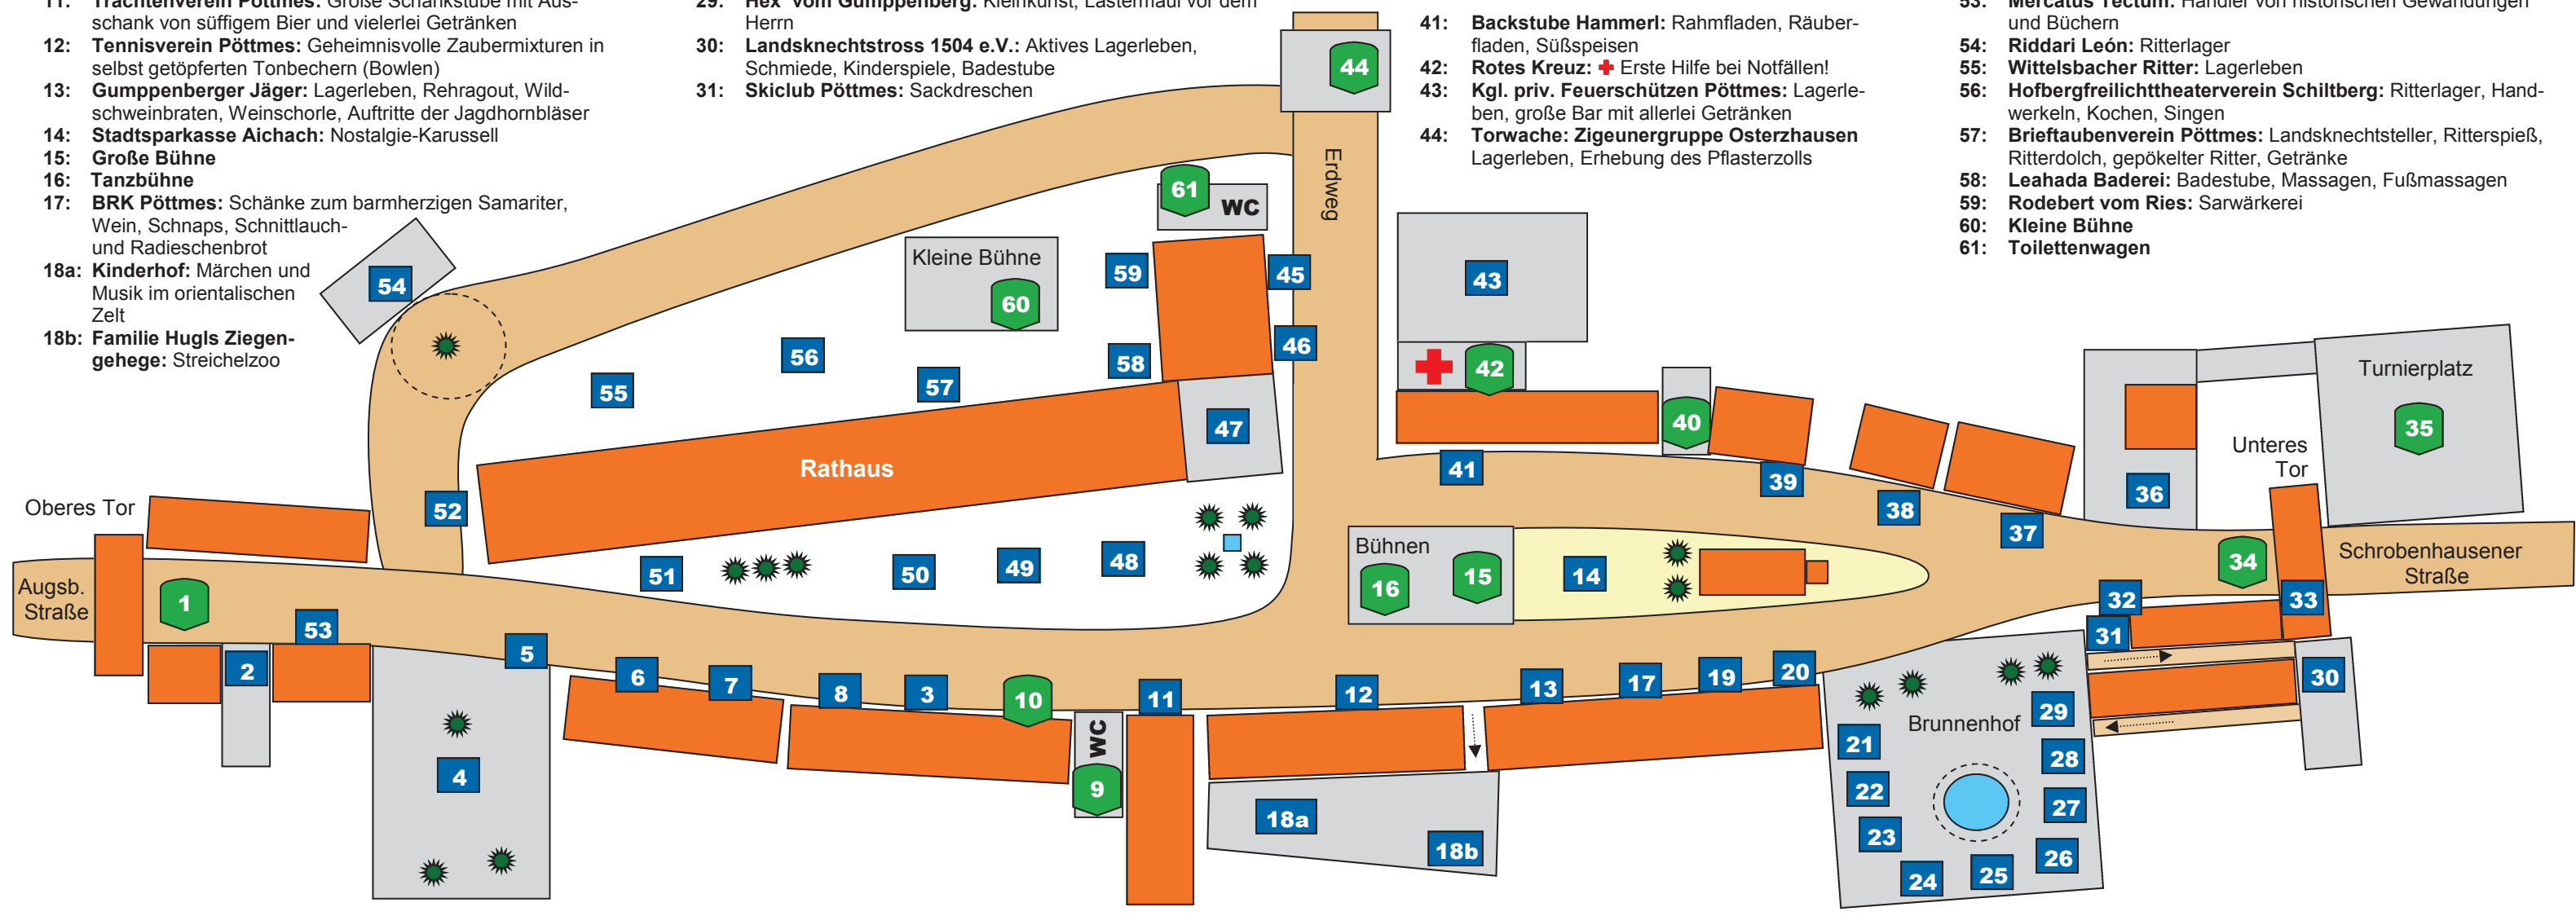 11: Trachtenverein Pöttmes: Große Schankstube mit Aus-
schank von süffigem Bier und vielerlei Getränken
12: Tennisverein Pöttmes: Geheimnisvolle Zaubermixturen in
selbst getöpferten Tonbechern (Bowlen)
13: Gumppenberger Jäger: Lagerleben, Rehragout, Wild-
schweinbraten, Weinschorle, Auftritte der Jagdhornbläser
14: Stadtsparkasse Aichach: Nostalgie-Karussell
15: Große Bühne
16: Tanzbühne
17: BRK Pöttmes: Schänke zum barmherzigen Samariter,
Wein, Schnaps, Schnittlauch-
und Radieschenbrot
18a: Kinderhof: Märchen und
Musik im orientalischen
Zelt
18b: Familie Hugls Ziegen-
gehege: Streichelzoo
29: Hex' vom Gumppenberg: Kleinkunst, Lästermaul vor dem
Herrn
30: Landsknechtstross 1504 e.V.: Aktives Lagerleben,
Schmiede, Kinderspiele, Badestube
31: Skiclub Pöttmes: Sackdreschen
41: Backstube Hammerl: Rahmfladen, Räuber-
fladen, Süßspeisen
42: Rotes Kreuz: Erste Hilfe bei Notfällen!
43: Kgl. priv. Feuerschützen Pöttmes: Lagerle-
ben, große Bar mit allerlei Getränken
44: Torwache: Zigeunergruppe Osterzhausen
Lagerleben, Erhebung des Pflasterzolls
53: Mercatus Tectum: Händler von historischen Gewandungen
und Büchern
54: Riddari León: Ritterlager
55: Wittelsbacher Ritter: Lagerleben
56: Hofbergfreilichttheaterverein Schiltberg: Ritterlager, Hand-
werkeln, Kochen, Singen
57: Brieftaubenverein Pöttmes: Landsknechtsteller, Ritterspieß,
Ritterdolch, gepökelter Ritter, Getränke
58: Leahada Baderei: Badestube, Massagen, Fußmassagen
59: Rodebert vom Ries: Sarwärkerei
60: Kleine Bühne
61: Toilettenwagen
44
Erdweg
61
WC
Kleine Bühne
60
59
45
43
54
46
56
58
42
55
57
40
47
Turnierplatz
35
Rathaus
41
39
Unteres
Tor
36
Oberes Tor
52
38
37
Bühnen
16
15
14
51
50
49
48
34
Schrobenhausener
Straße
Augsb.
Straße
1
53
32
33
31
2
5
6
7
8
3
10
11
12
13
17
19
20
30
4
WC
9
18a
18b
Brunnenhof
29
21
28
22
27
23
26
24
25